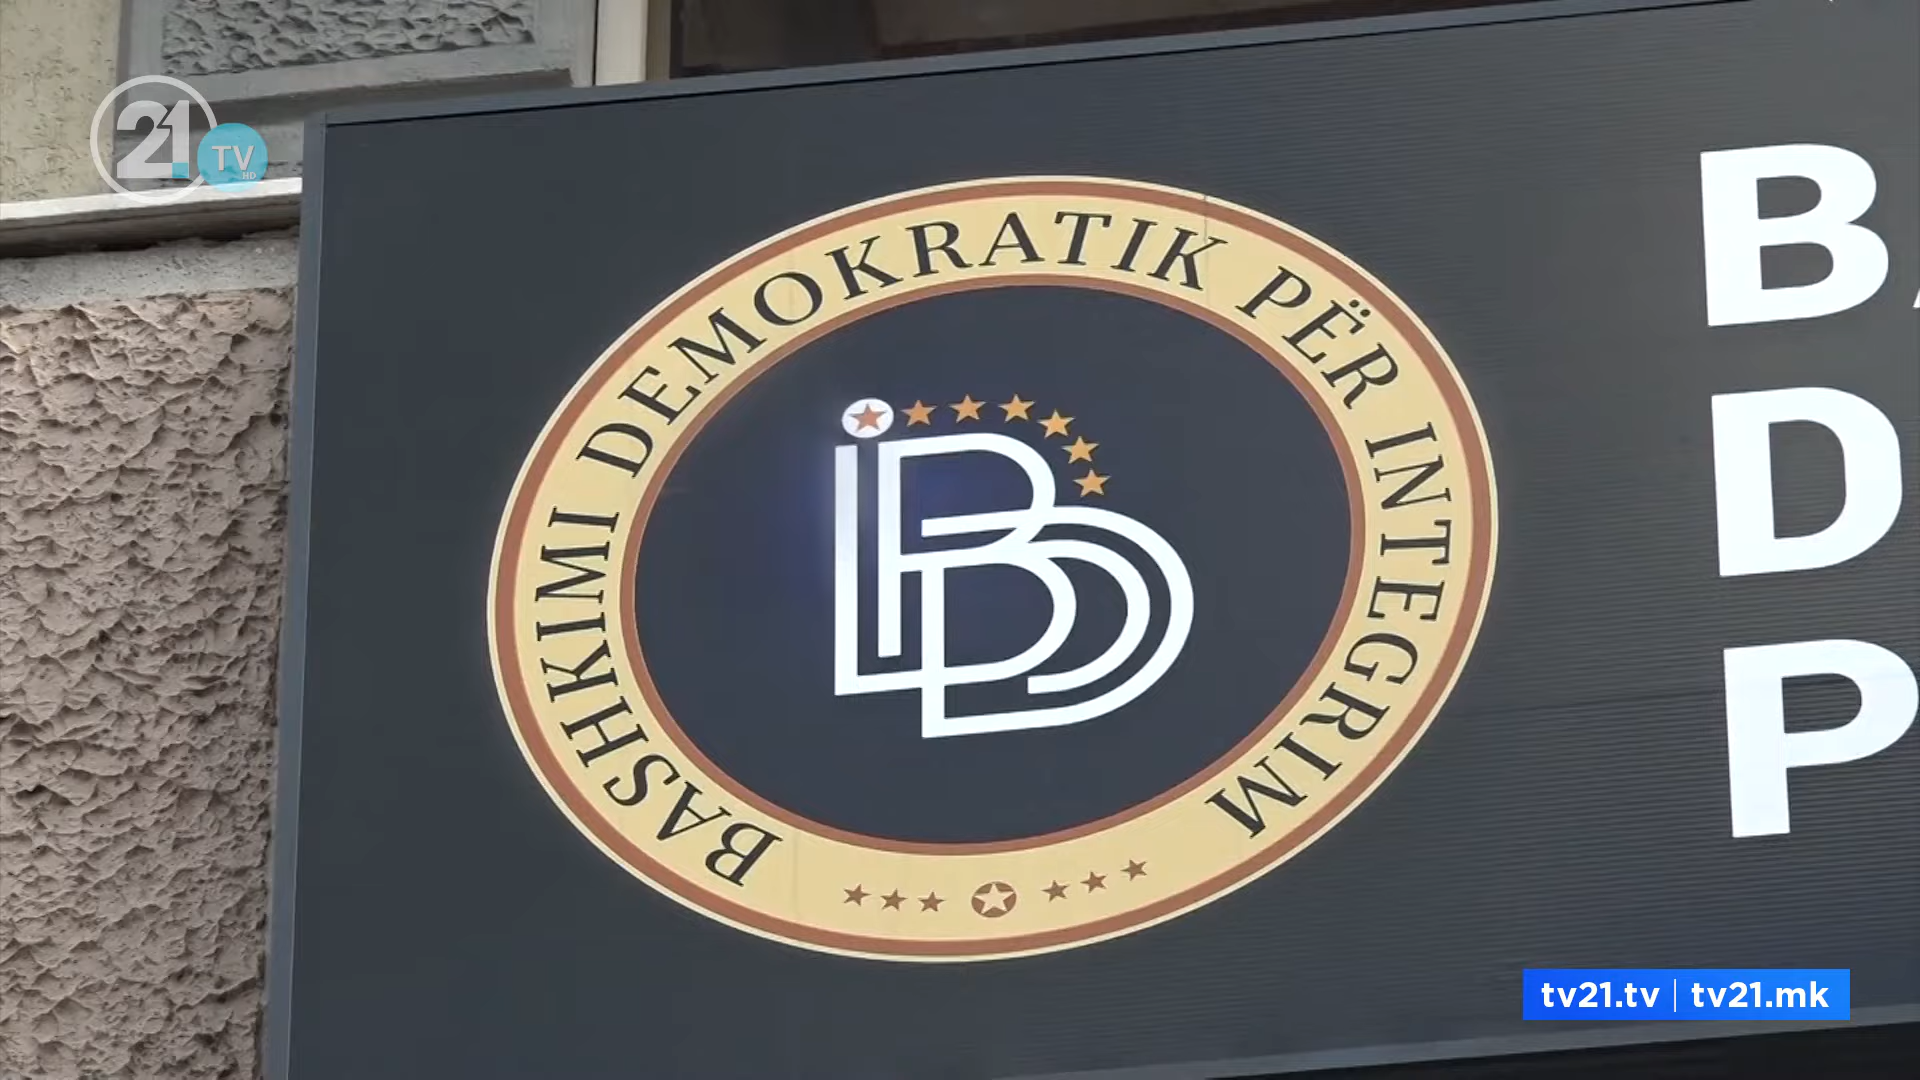 21 TV HD
BASHKIMI DEMOKRATIK PËR INTEGRIM
BDI
B
D
P
tv21.tv | tv21.mk